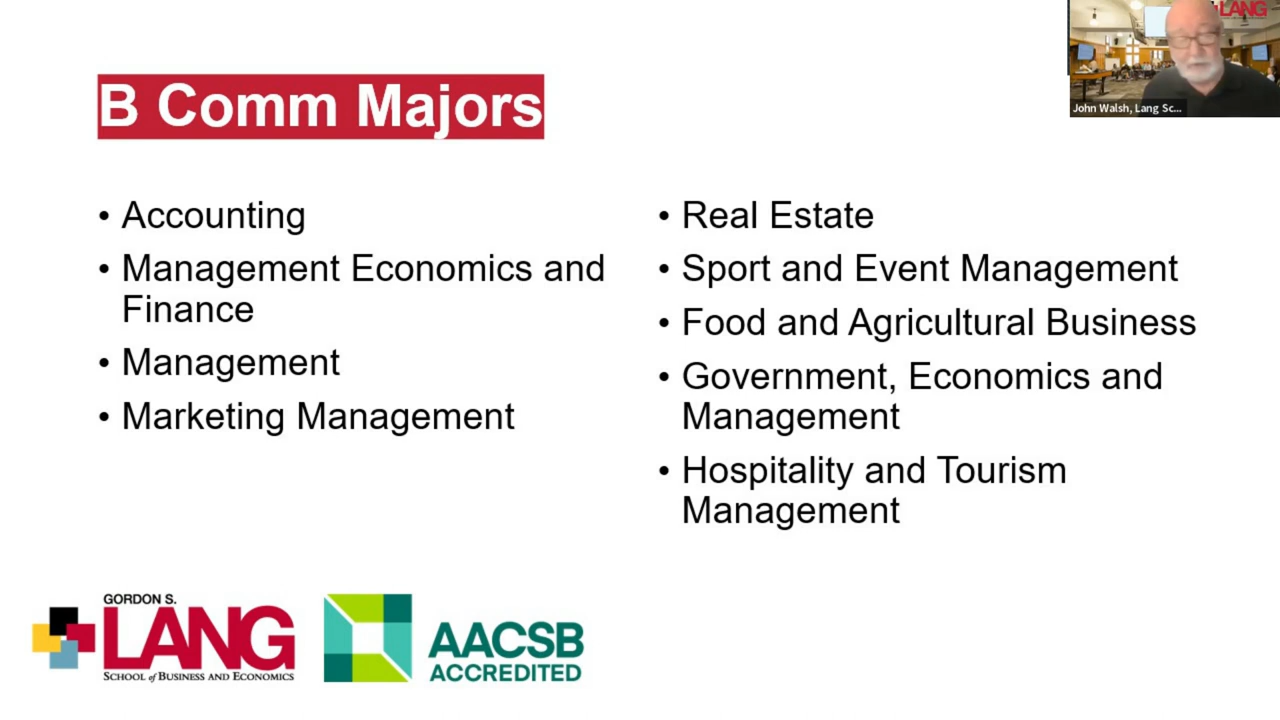 B Comm Majors
• Accounting
• Management Economics and
Finance
• Management
• Marketing Management
• Real Estate
• Sport and Event Management
• Food and Agricultural Business
• Government, Economics and
Management
• Hospitality and Tourism
Management
GORDON S.
LANG
SCHOOL of BUSINESS AND ECONOMICS
AACSB
ACCREDITED
LANG
John Walsh, Lang Sc...